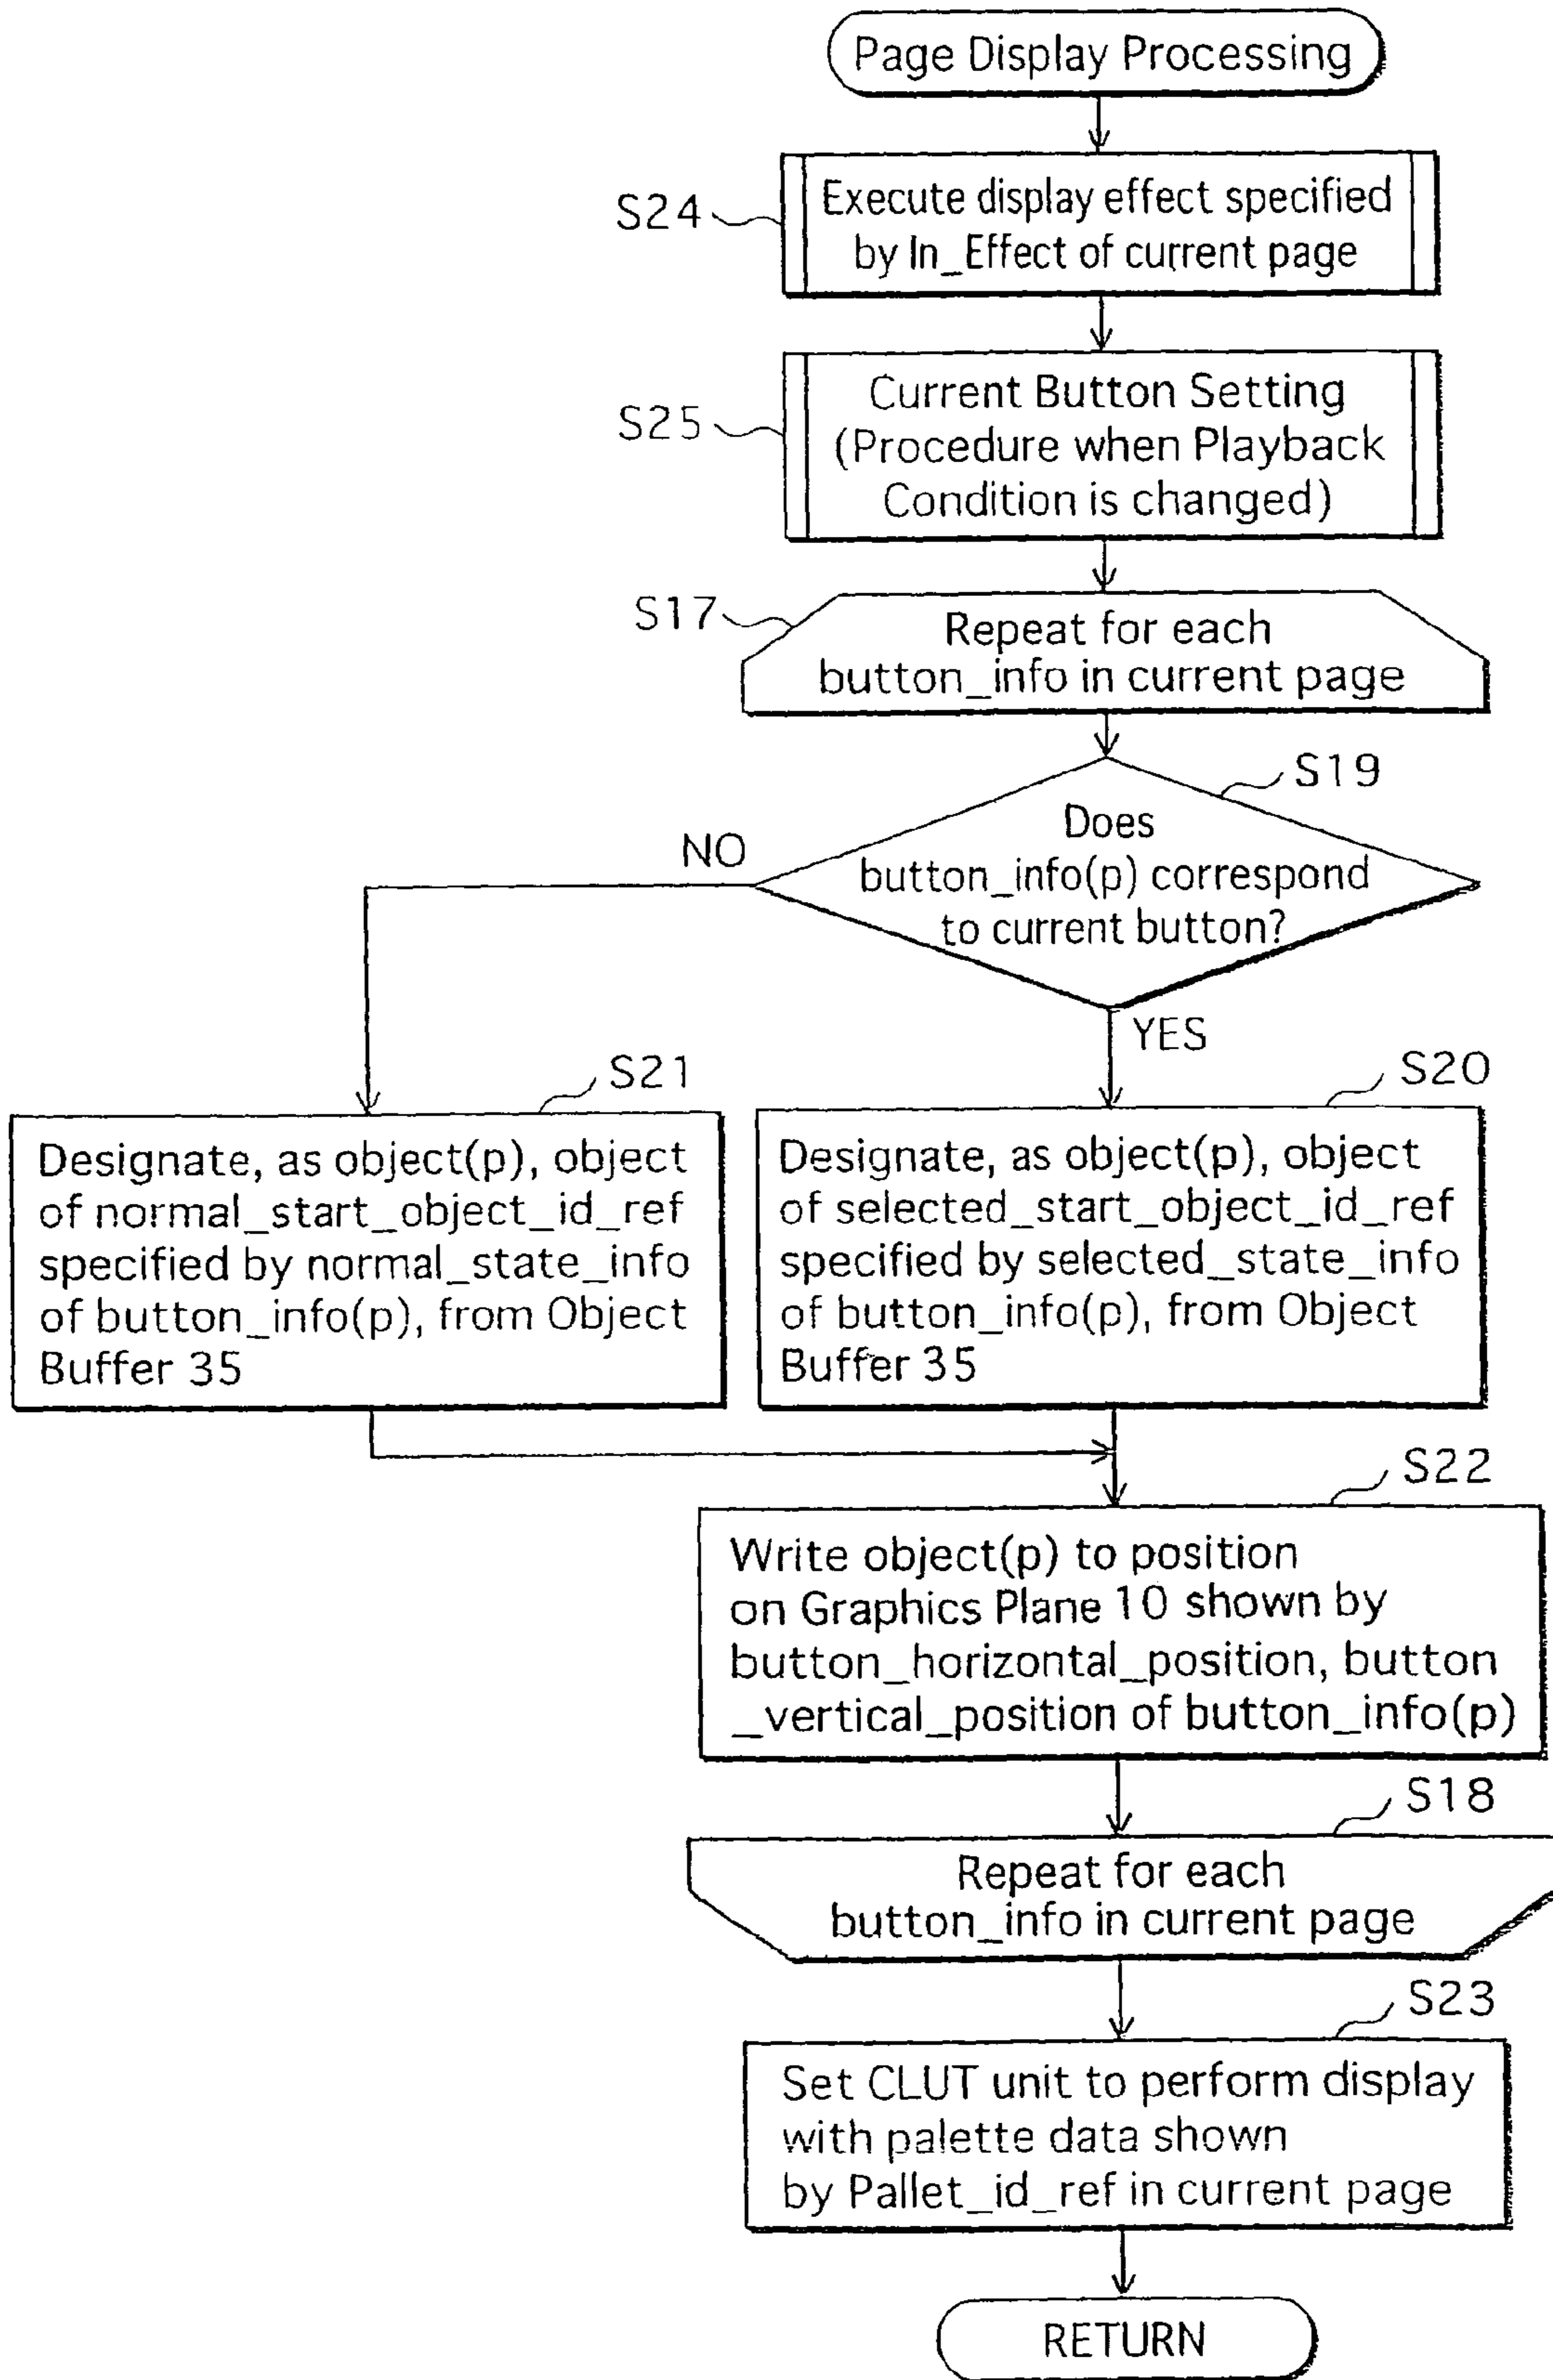 Page Display Processing
S24
Execute display effect specified
by In_Effect of current page
S25
Current Button Setting
(Procedure when Playback
Condition is changed)
S17
Repeat for each
button_info in current page
S19
Does
button_info(p) correspond
to current button?
NO
YES
S21
Designate, as object(p), object
of normal_start_object_id_ref
specified by normal_state_info
of button_info(p), from Object
Buffer 35
S20
Designate, as object(p), object
of selected_start_object_id_ref
specified by selected_state_info
of button_info(p), from Object
Buffer 35
S22
Write object(p) to position
on Graphics Plane 10 shown by
button_horizontal_position, button
_vertical_position of button_info(p)
S18
Repeat for each
button_info in current page
S23
Set CLUT unit to perform display
with palette data shown
by Pallet_id_ref in current page
RETURN